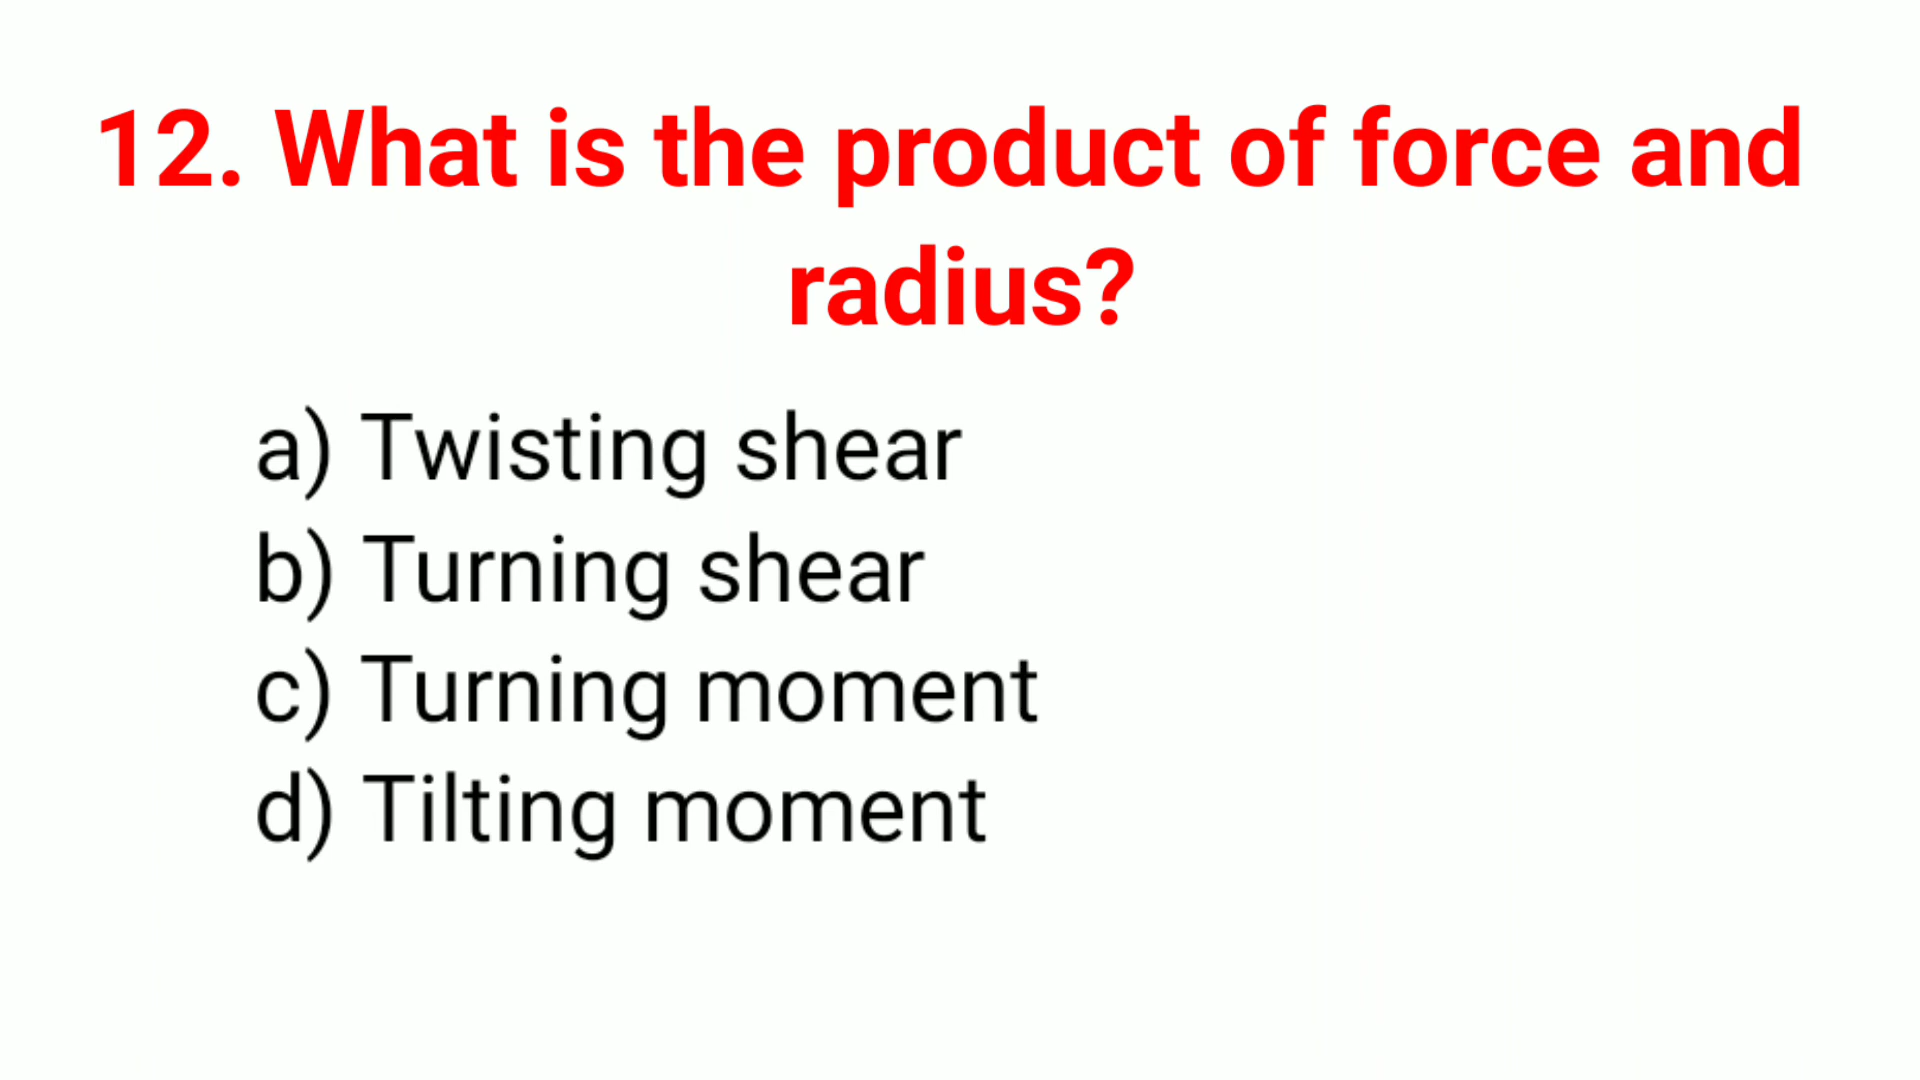 12. What is the product of force and
radius?
a) Twisting shear
b) Turning shear
c) Turning moment
d) Tilting moment